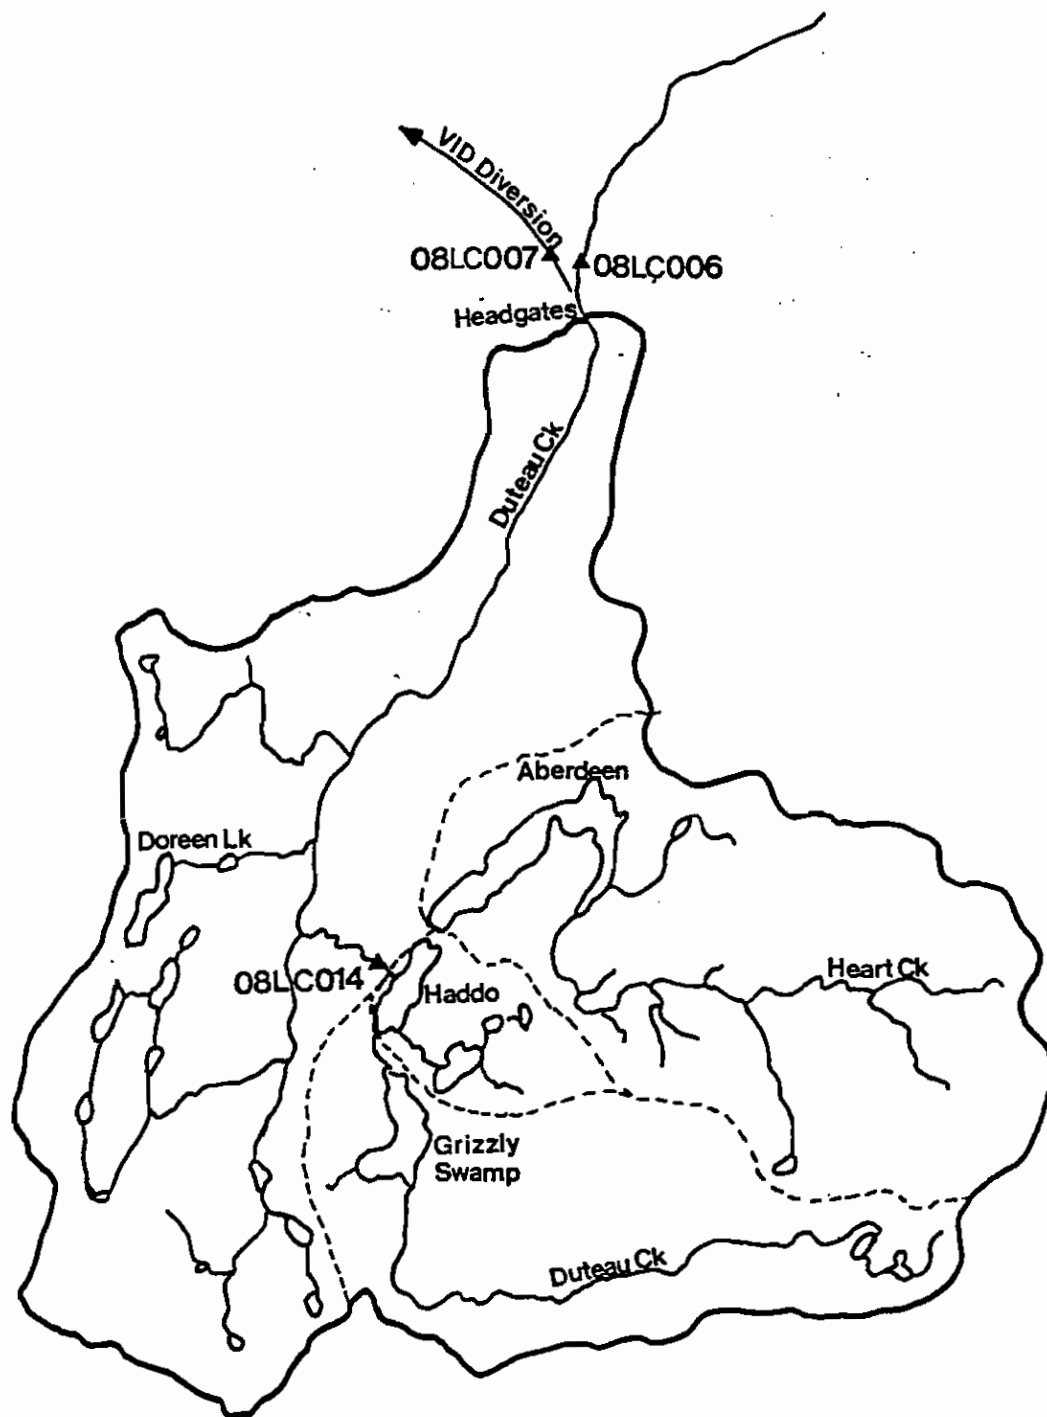 VID Diversion
08LC007
08LC006
Headgates
Duteau Ck
Aberdeen
Doreen Lk
08LC014
Haddo
Heart Ck
Grizzly
Swamp
Duteau Ck